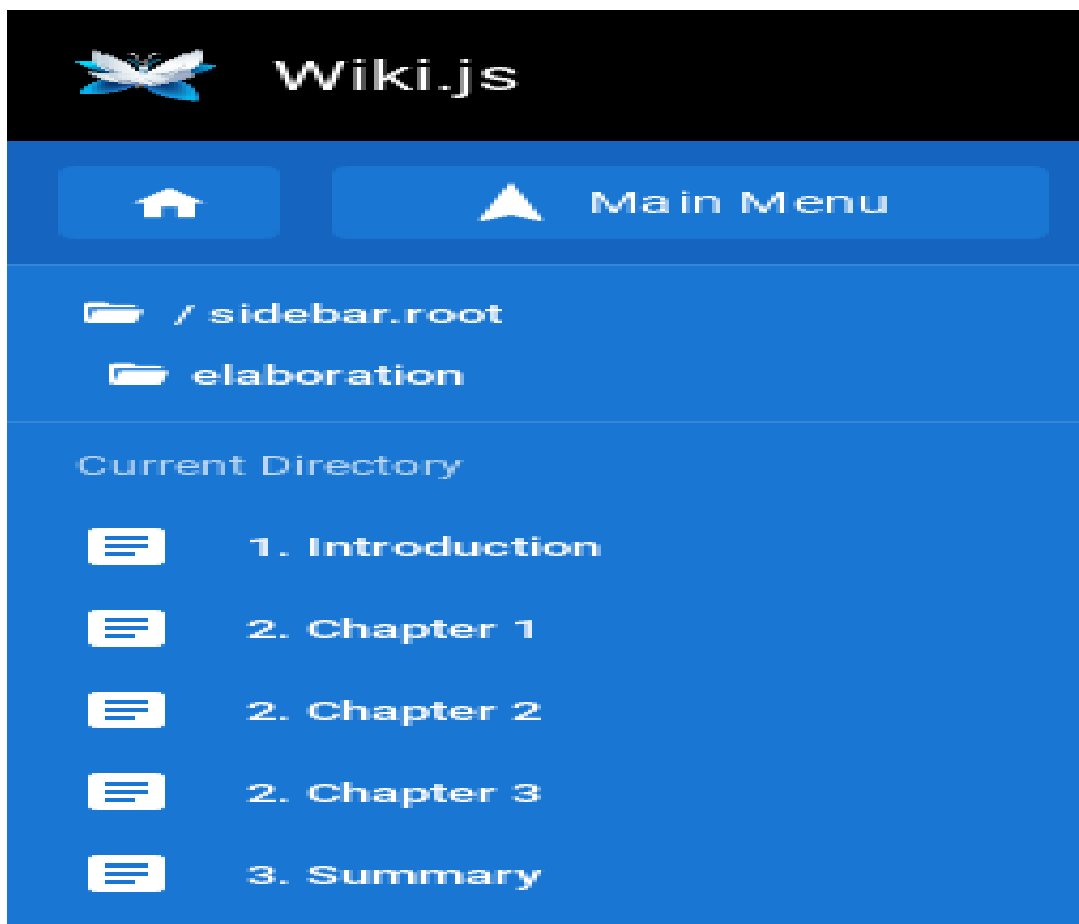 Wiki.js
Main Menu
/ sidebar.root
elaboration
Current Directory
1. Introduction
2. Chapter 1
2. Chapter 2
2. Chapter 3
3. Summary